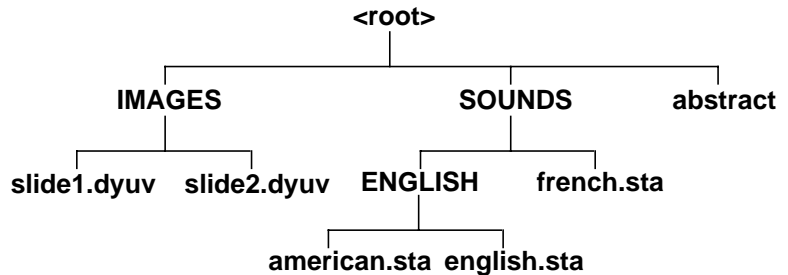 <root>
IMAGES SOUNDS abstract
slide1.dyuv slide2.dyuv ENGLISH french.sta
american.sta english.sta